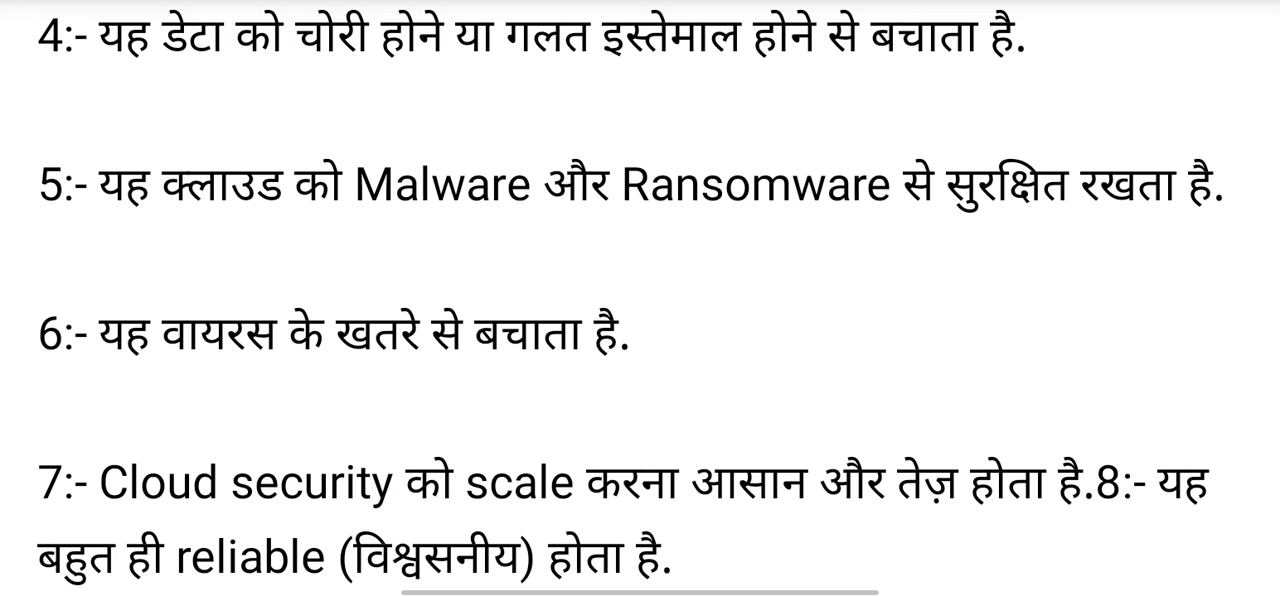 4:- यह डेटा को चोरी होने या गलत इस्तेमाल होने से बचाता है.
5:- यह क्लाउड को Malware और Ransomware से सुरक्षित रखता है.
6:- यह वायरस के खतरे से बचाता है.
7:- Cloud security को scale करना आसान और तेज़ होता है.8:- यह
बहुत ही reliable (विश्वसनीय) होता है.